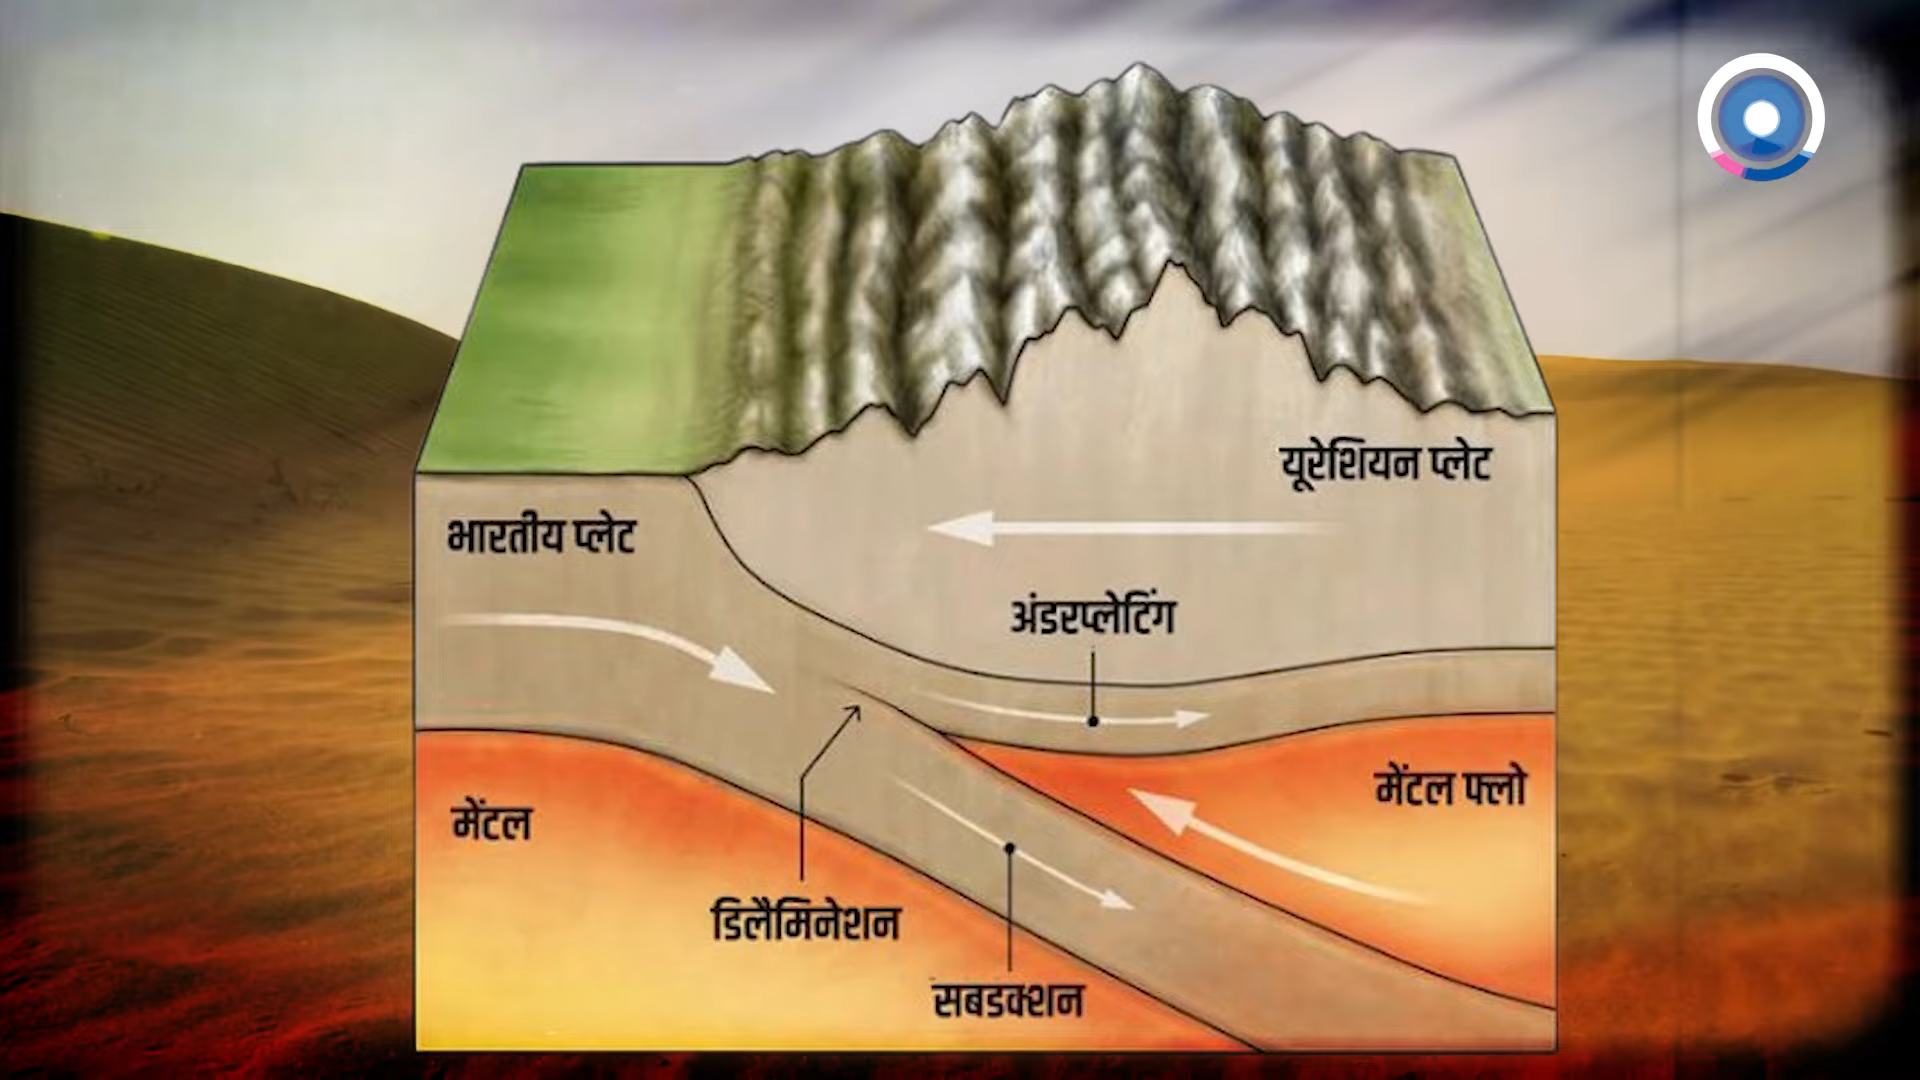 यूरेशियन प्लेट
भारतीय प्लेट
अंडरप्लेटिंग
मेंटल फ्लो
मेंटल
डिलैमिनेशन
सबडक्शन